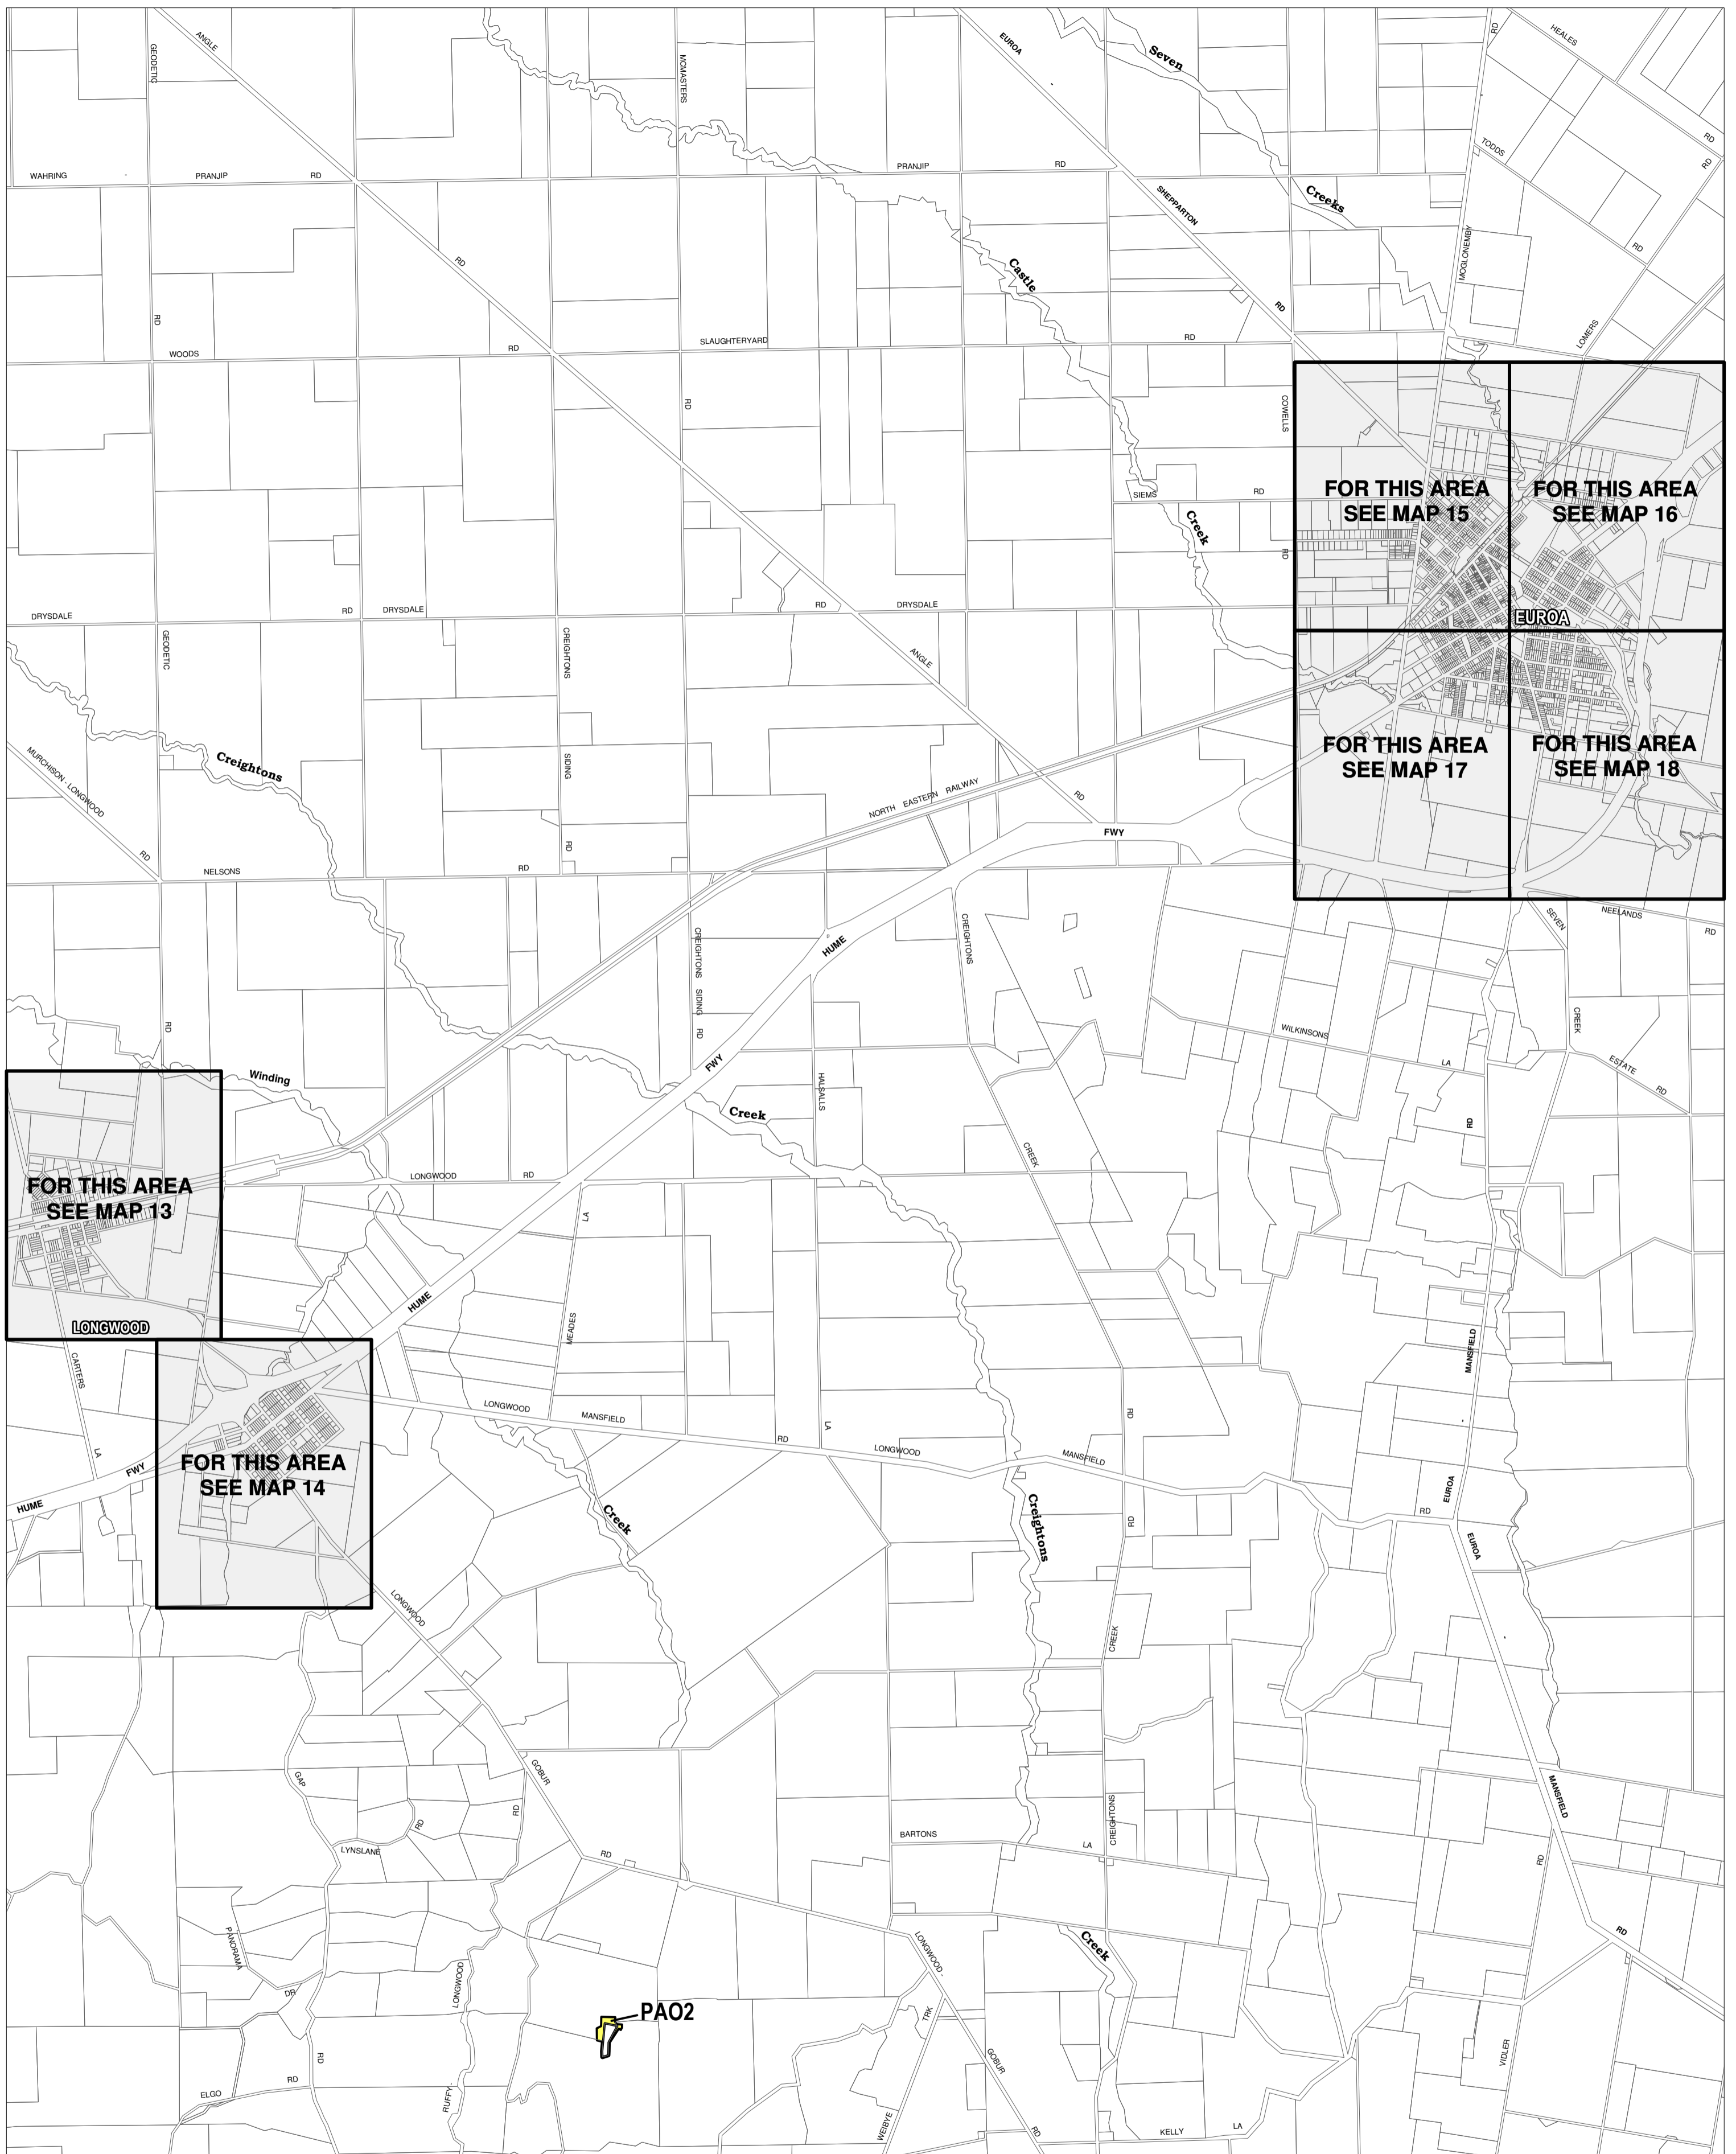 ANGLE
GEODETIC
MCMASTERS
EUROA
Seven
RD
HEALES
RD
TODDS
RD
WAHRING
PRANJIP
RD
PRANJIP
RD
SHEPPARTON
Creeks
MOGLONEMBY
RD
RD
Castle
RD
RD
LOMERS
WOODS
RD
SLAUGHTERYARD
RD
RD
COWELLS
FOR THIS AREA
SEE MAP 15
FOR THIS AREA
SEE MAP 16
SIEMS
RD
Creek
RD
DRYSDALE
RD
DRYSDALE
RD
DRYSDALE
EUROA
GEODETIC
CREIGHTONS
ANGLE
FOR THIS AREA
SEE MAP 17
FOR THIS AREA
SEE MAP 18
MURCHISON - LONGWOOD
Creightons
SIDING
NORTH EASTERN RAILWAY
RD
FWY
RD
RD
NELSONS
RD
CREIGHTONS SIDING RD
HUME
CREIGHTONS
SEVEN
NEELANDS
RD
RD
WILKINSONS
LA
CREEK
ESTATE
RD
Winding
FWY
HALSALLS
Creek
RD
CREEK
LONGWOOD
RD
FOR THIS AREA
SEE MAP 13
LA
HUME
LONGWOOD
MEADES
MANSFIELD
CARTERS
LONGWOOD
MANSFIELD
RD
LA
LONGWOOD
MANSFIELD
RD
LA
FWY
HUME
FOR THIS AREA
SEE MAP 14
Creek
Creightons
RD
EUROA
RD
EUROA
LONGWOOD
CREEK
GAP
GOBUR
RD
RD
LYNSLANE
RD
BARTONS
LA
CREIGHTONS
MANSFIELD
RD
PANORAMA
DR
LONGWOOD
LONGWOOD -
Creek
RD
PAO2
TRK
RD
GOBUR
VIDLER
ELGO
RD
RUFFY-
WEIBYE
RD
KELLY
LA